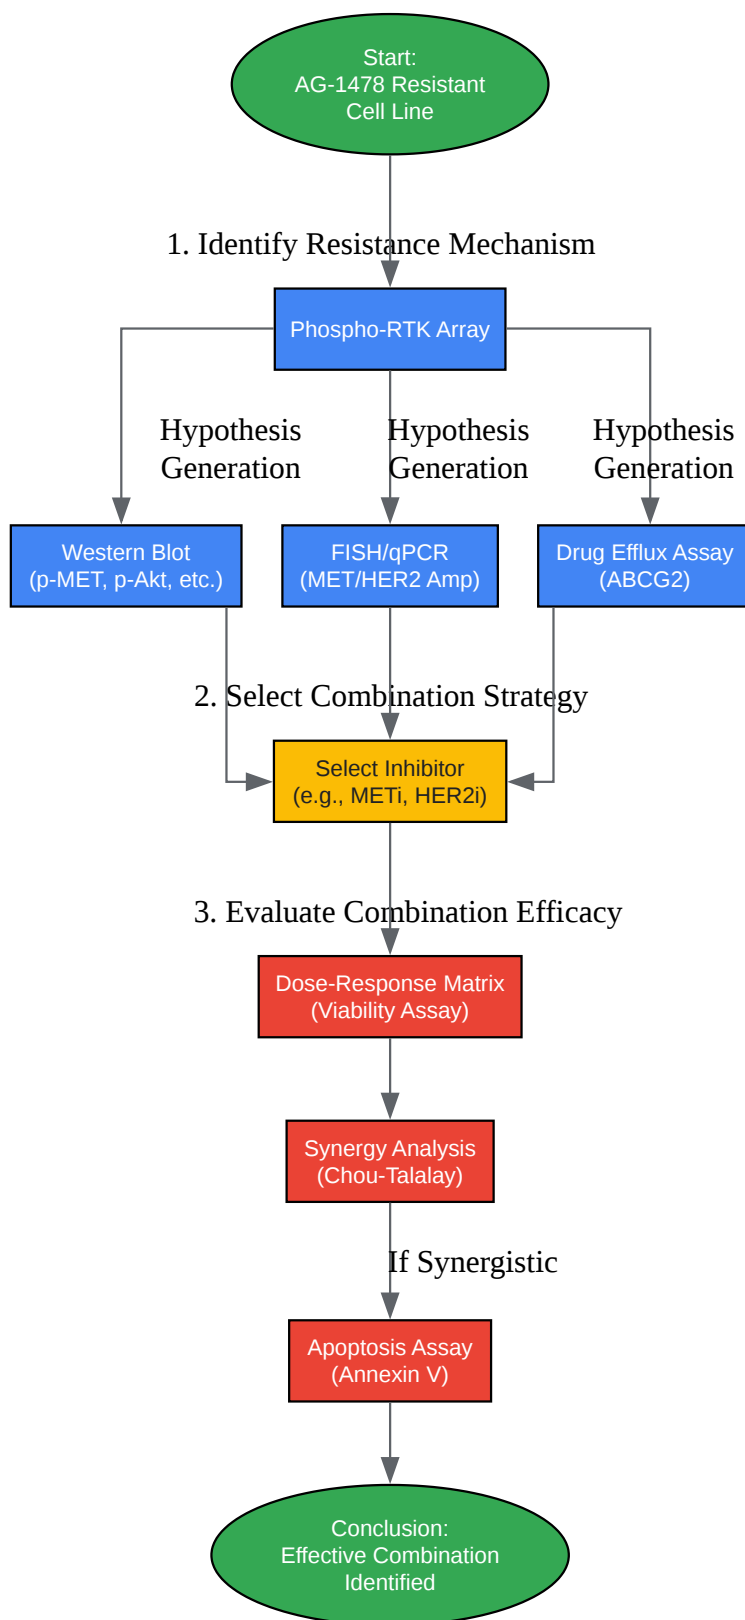 Start:
AG-1478 Resistant
Cell Line
1. Identify Resistance Mechanism
Phospho-RTK Array
Hypothesis
Generation
Hypothesis
Generation
Hypothesis
Generation
Western Blot
(p-MET, p-Akt, etc.)
FISH/qPCR
(MET/HER2 Amp)
Drug Efflux Assay
(ABCG2)
2. Select Combination Strategy
Select Inhibitor
(e.g., METi, HER2i)
3. Evaluate Combination Efficacy
Dose-Response Matrix
(Viability Assay)
Synergy Analysis
(Chou-Talalay)
If Synergistic
Apoptosis Assay
(Annexin V)
Conclusion:
Effective Combination
Identified